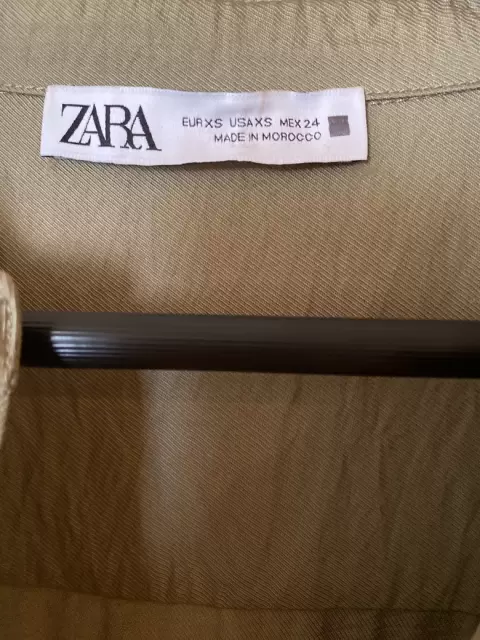 ZARA
EUR XS USA XS MEX 24
MADE IN MOROCCO